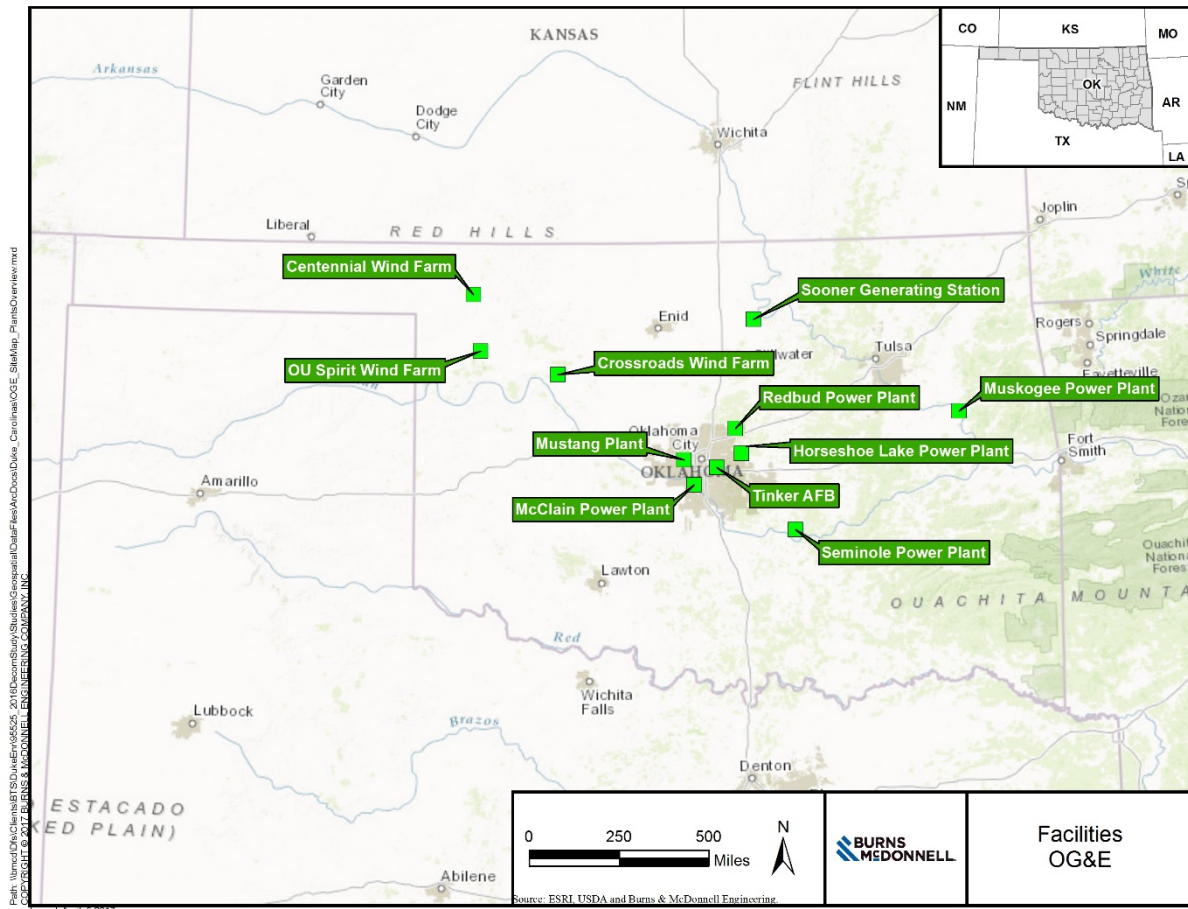 CO
KS
MO
OK
NM
AR
TX
LA
KANSAS
Arkansas
Garden
City
Dodge
City
FLINT HILLS
Wichita
Joplin
Liberal
RED HILLS
Centennial Wind Farm
Sooner Generating Station
White
Enid
Rogers
Springdale
Tulsa
Fayetteville
OU Spirit Wind Farm
Crossroads Wind Farm
Redbud Power Plant
Muskogee Power Plant
Oklahoma
City
Mustang Plant
Horseshoe Lake Power Plant
OKLAHOMA
Fort
Smith
Amarillo
Tinker AFB
McClain Power Plant
Seminole Power Plant
Lawton
OUACHITA MOUNTA
Red
Wichita
Falls
Lubbock
Brazos
Denton
O ESTACADO
KED PLAIN)
Abilene
0 250 500
Miles
N
BURNS
McDONNELL
Facilities
OG&E
Source: ESRI, USDA and Burns & McDonnell Engineering.
COPYRIGHT © 2017 BURNS & McDONNELL ENGINEERING COMPANY, INC.